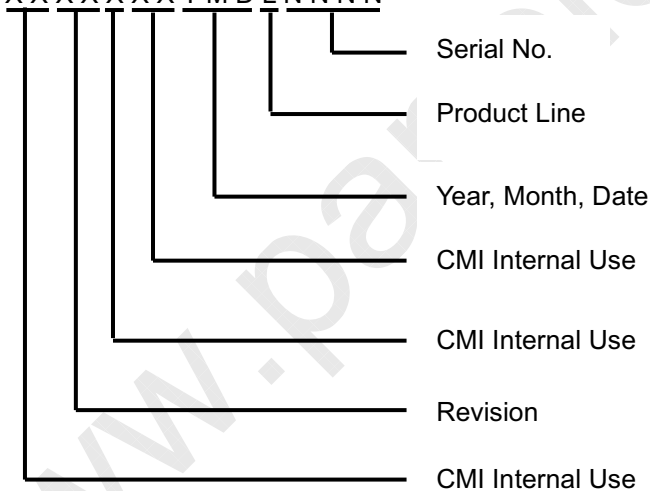 X X X X X X X Y M D L N N N N
Serial No.
Product Line
Year, Month, Date
CMI Internal Use
CMI Internal Use
Revision
CMI Internal Use